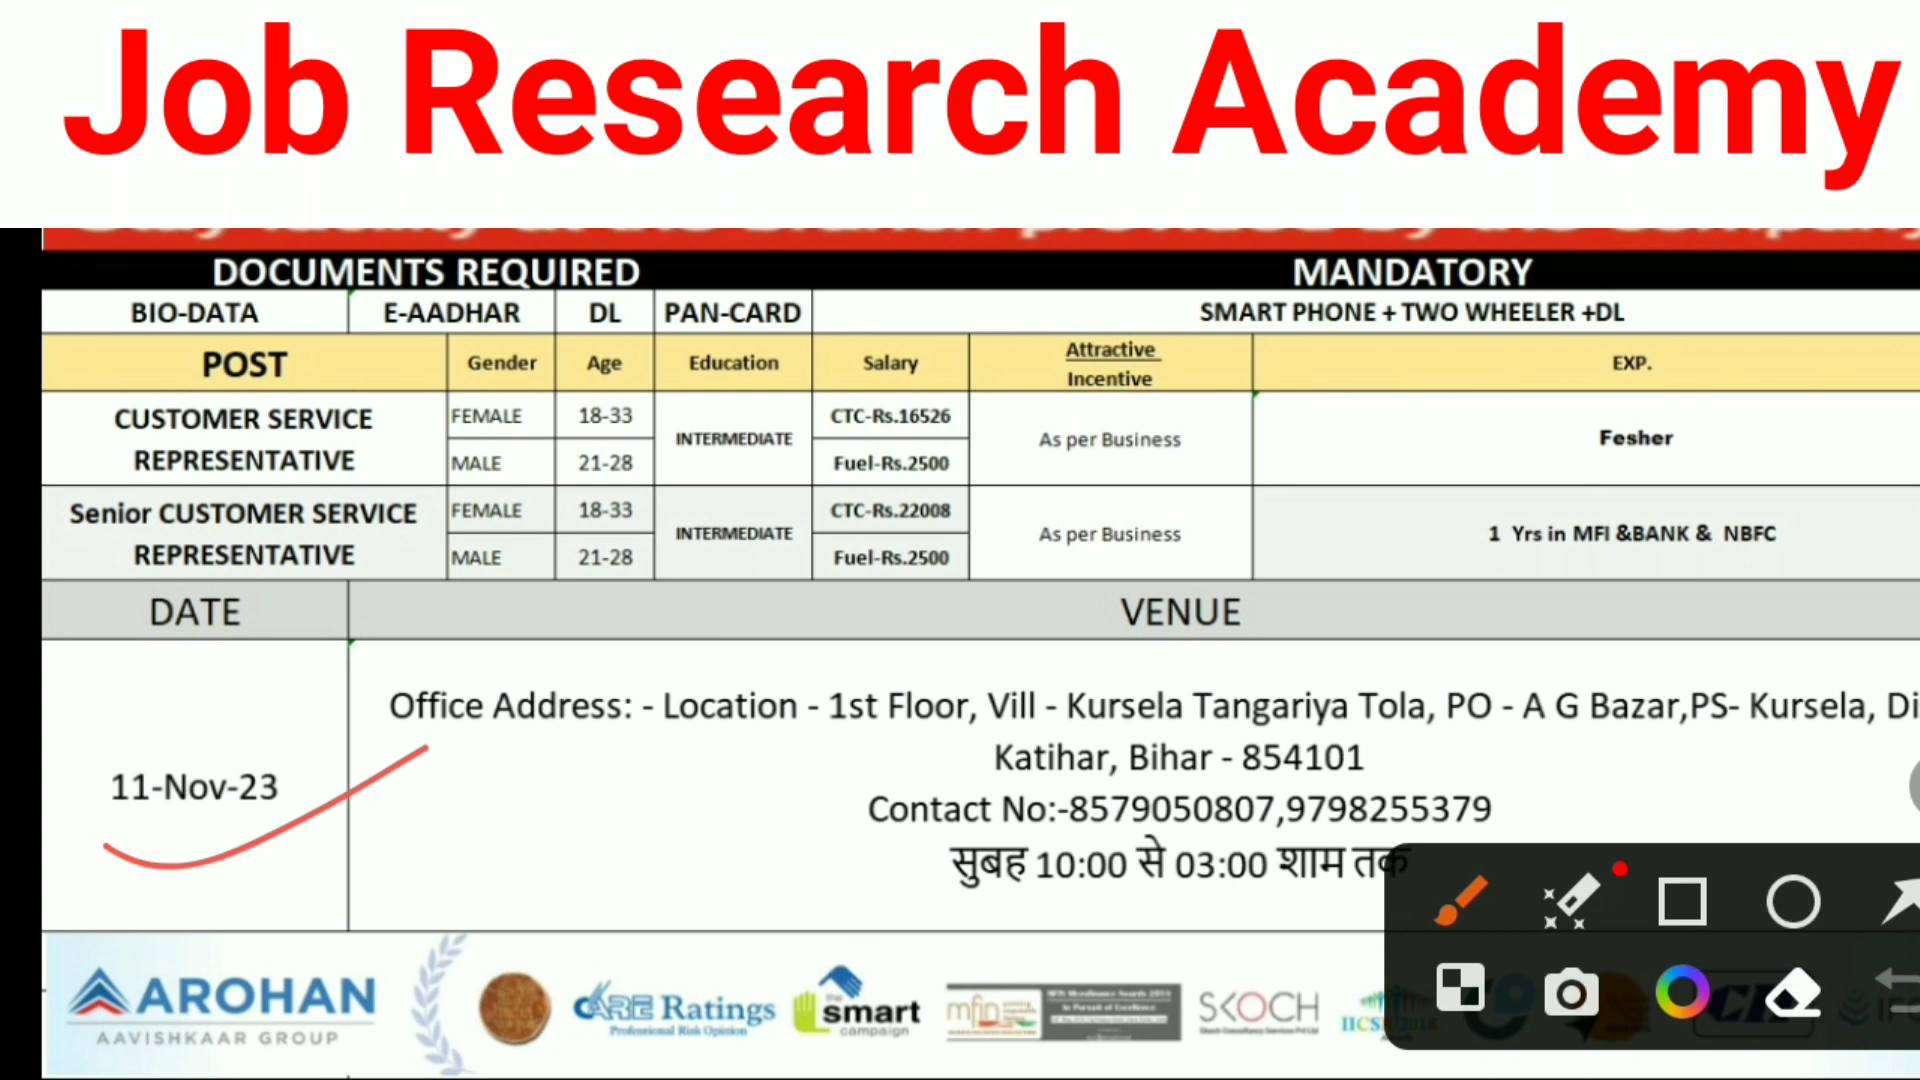 Job Research Academy
DOCUMENTS REQUIRED MANDATORY
BIO-DATA E-AADHAR DL PAN-CARD SMART PHONE + TWO WHEELER +DL
POST Gender Age Education Salary Attractive Incentive EXP.
CUSTOMER SERVICE REPRESENTATIVE FEMALE 18-33 INTERMEDIATE CTC-Rs.16526 As per Business Fesher
MALE 21-28 Fuel-Rs.2500
Senior CUSTOMER SERVICE REPRESENTATIVE FEMALE 18-33 INTERMEDIATE CTC-Rs.22008 As per Business 1 Yrs in MFI &BANK & NBFC
MALE 21-28 Fuel-Rs.2500
DATE VENUE
Office Address: - Location - 1st Floor, Vill - Kursela Tangariya Tola, PO - A G Bazar,PS- Kursela, Di
Katihar, Bihar - 854101
11-Nov-23
Contact No:-8579050807,9798255379
सुबह 10:00 से 03:00 शाम तक
AROHAN
AAVISHKAAR GROUP
CARE Ratings
Professional Risk Opinion
the smart campaign
mfin
SKOCH